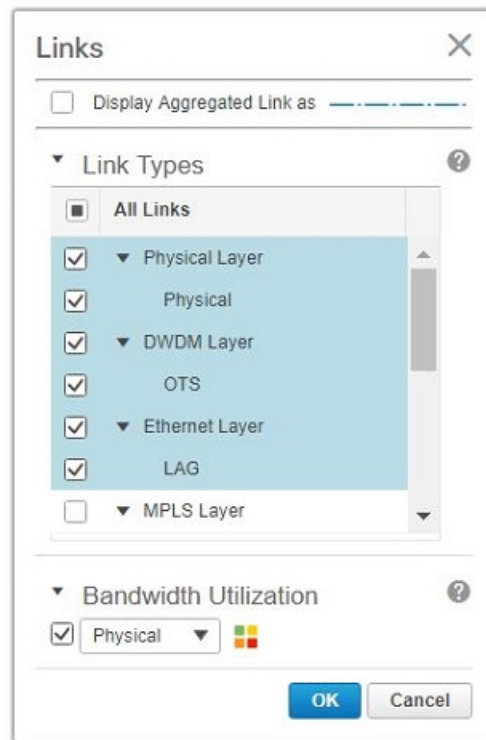 Links
Display Aggregated Link as
Link Types
All Links
Physical Layer
Physical
DWDM Layer
OTS
Ethernet Layer
LAG
MPLS Layer
Bandwidth Utilization
Physical
OK Cancel